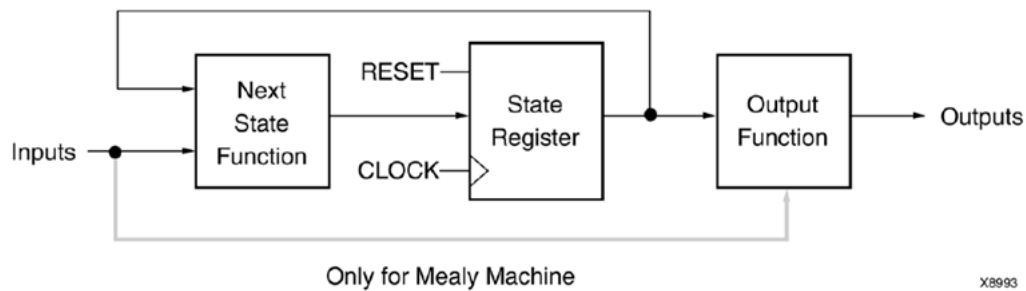 Inputs
Next
State
Function
RESET
CLOCK
State
Register
Output
Function
Outputs
Only for Mealy Machine
X8993